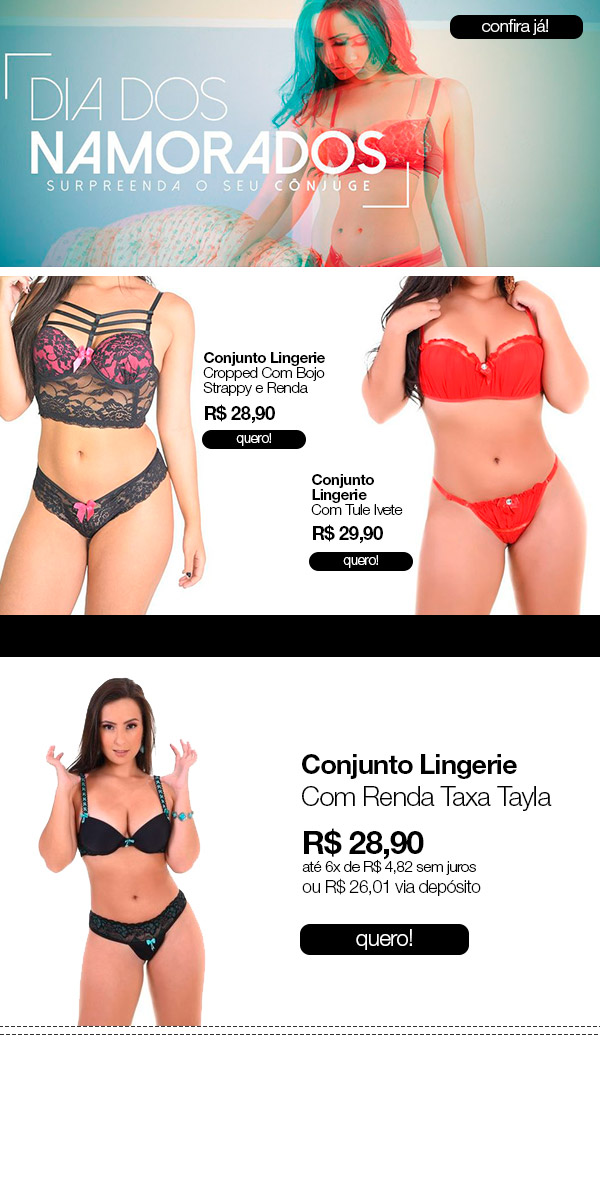 confira já!
DIA DOS
NAMORADOS
SURPREENDA O SEU CÔNJUGE
Conjunto Lingerie
Cropped Com Bojo
Strappy e Renda
R$ 28,90
quero!
Conjunto
Lingerie
Com Tule Ivete
R$ 29,90
quero!
Conjunto Lingerie
Com Renda Taxa Tayla
R$ 28,90
até 6x de R$ 4,82 sem juros
ou R$ 26,01 via depósito
quero!